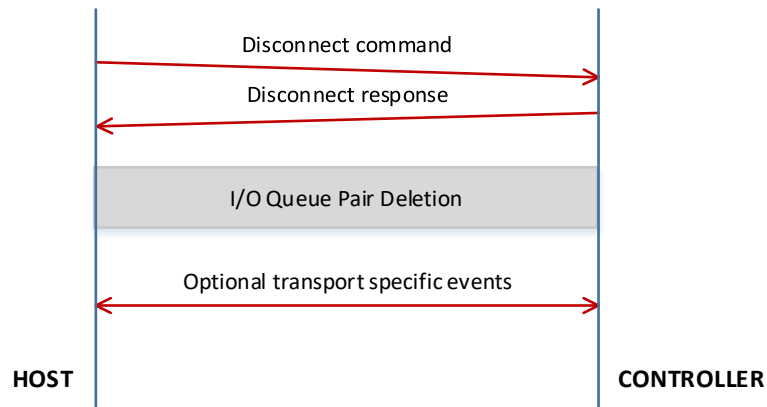 Disconnect command
Disconnect response
I/O Queue Pair Deletion
Optional transport specific events
HOST
CONTROLLER